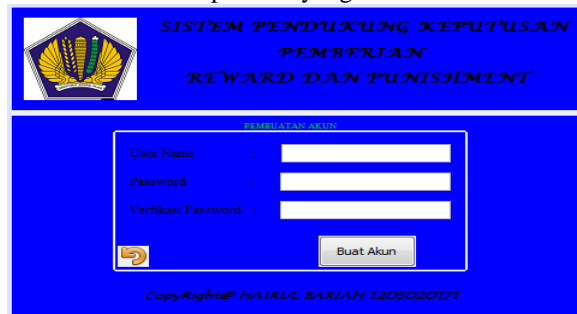 SISTEM PENDUKUNG KEPUTUSAN
PEMBERIAN
REWARD DAN PUNISHMENT
PEMBUATAN AKUN
User Name :
Password :
Verfikasi Password :
Buat Akun
CopyRight@ HAIRUL BARIAH 1205020171